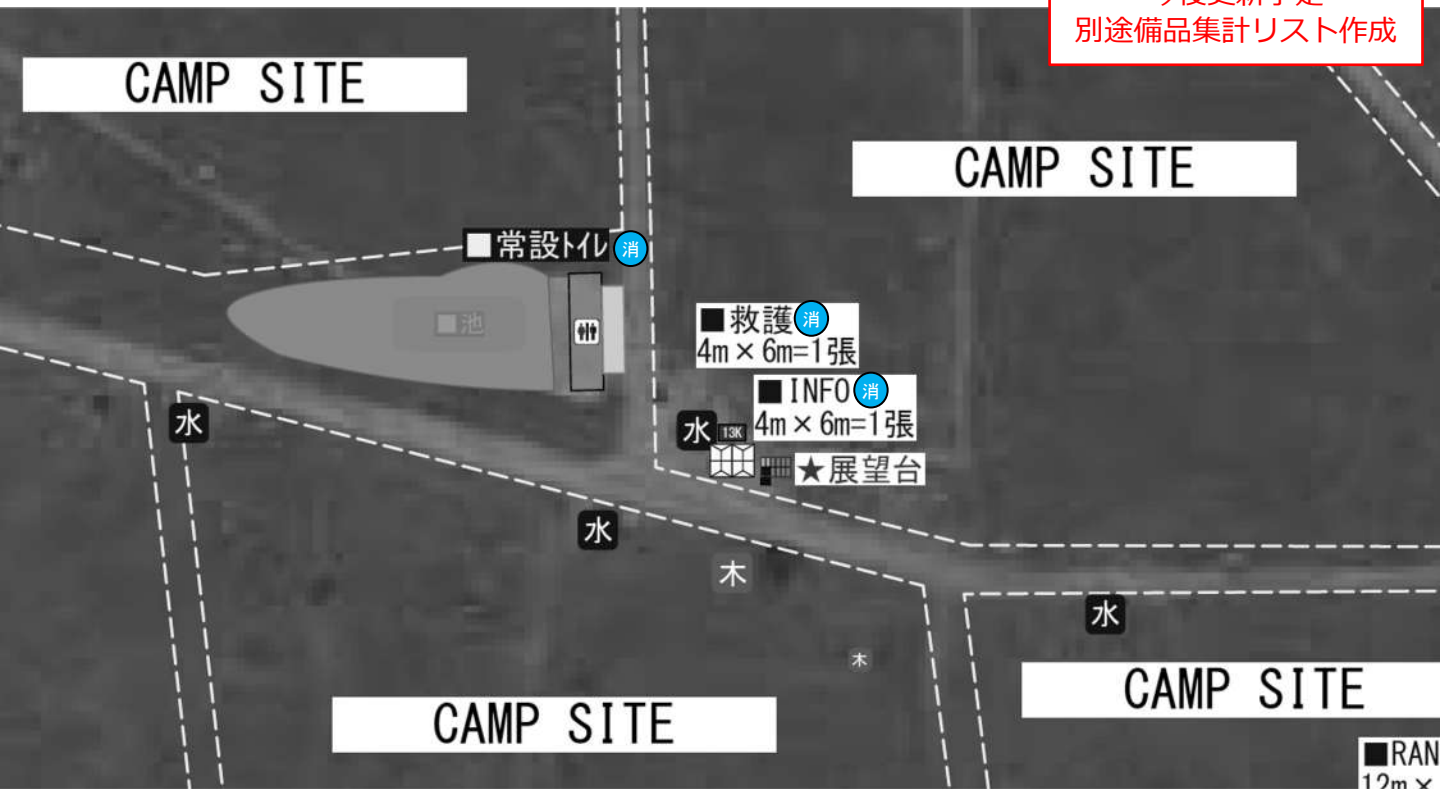 別途備品集計リスト作成
CAMP SITE
CAMP SITE
■常設トイレ 消
■池
■救護 消
4m×6m=1張
■INFO 消
4m×6m=1張
水
水
13K
★展望台
水
木
水
木
CAMP SITE
CAMP SITE
■RAN
12m×